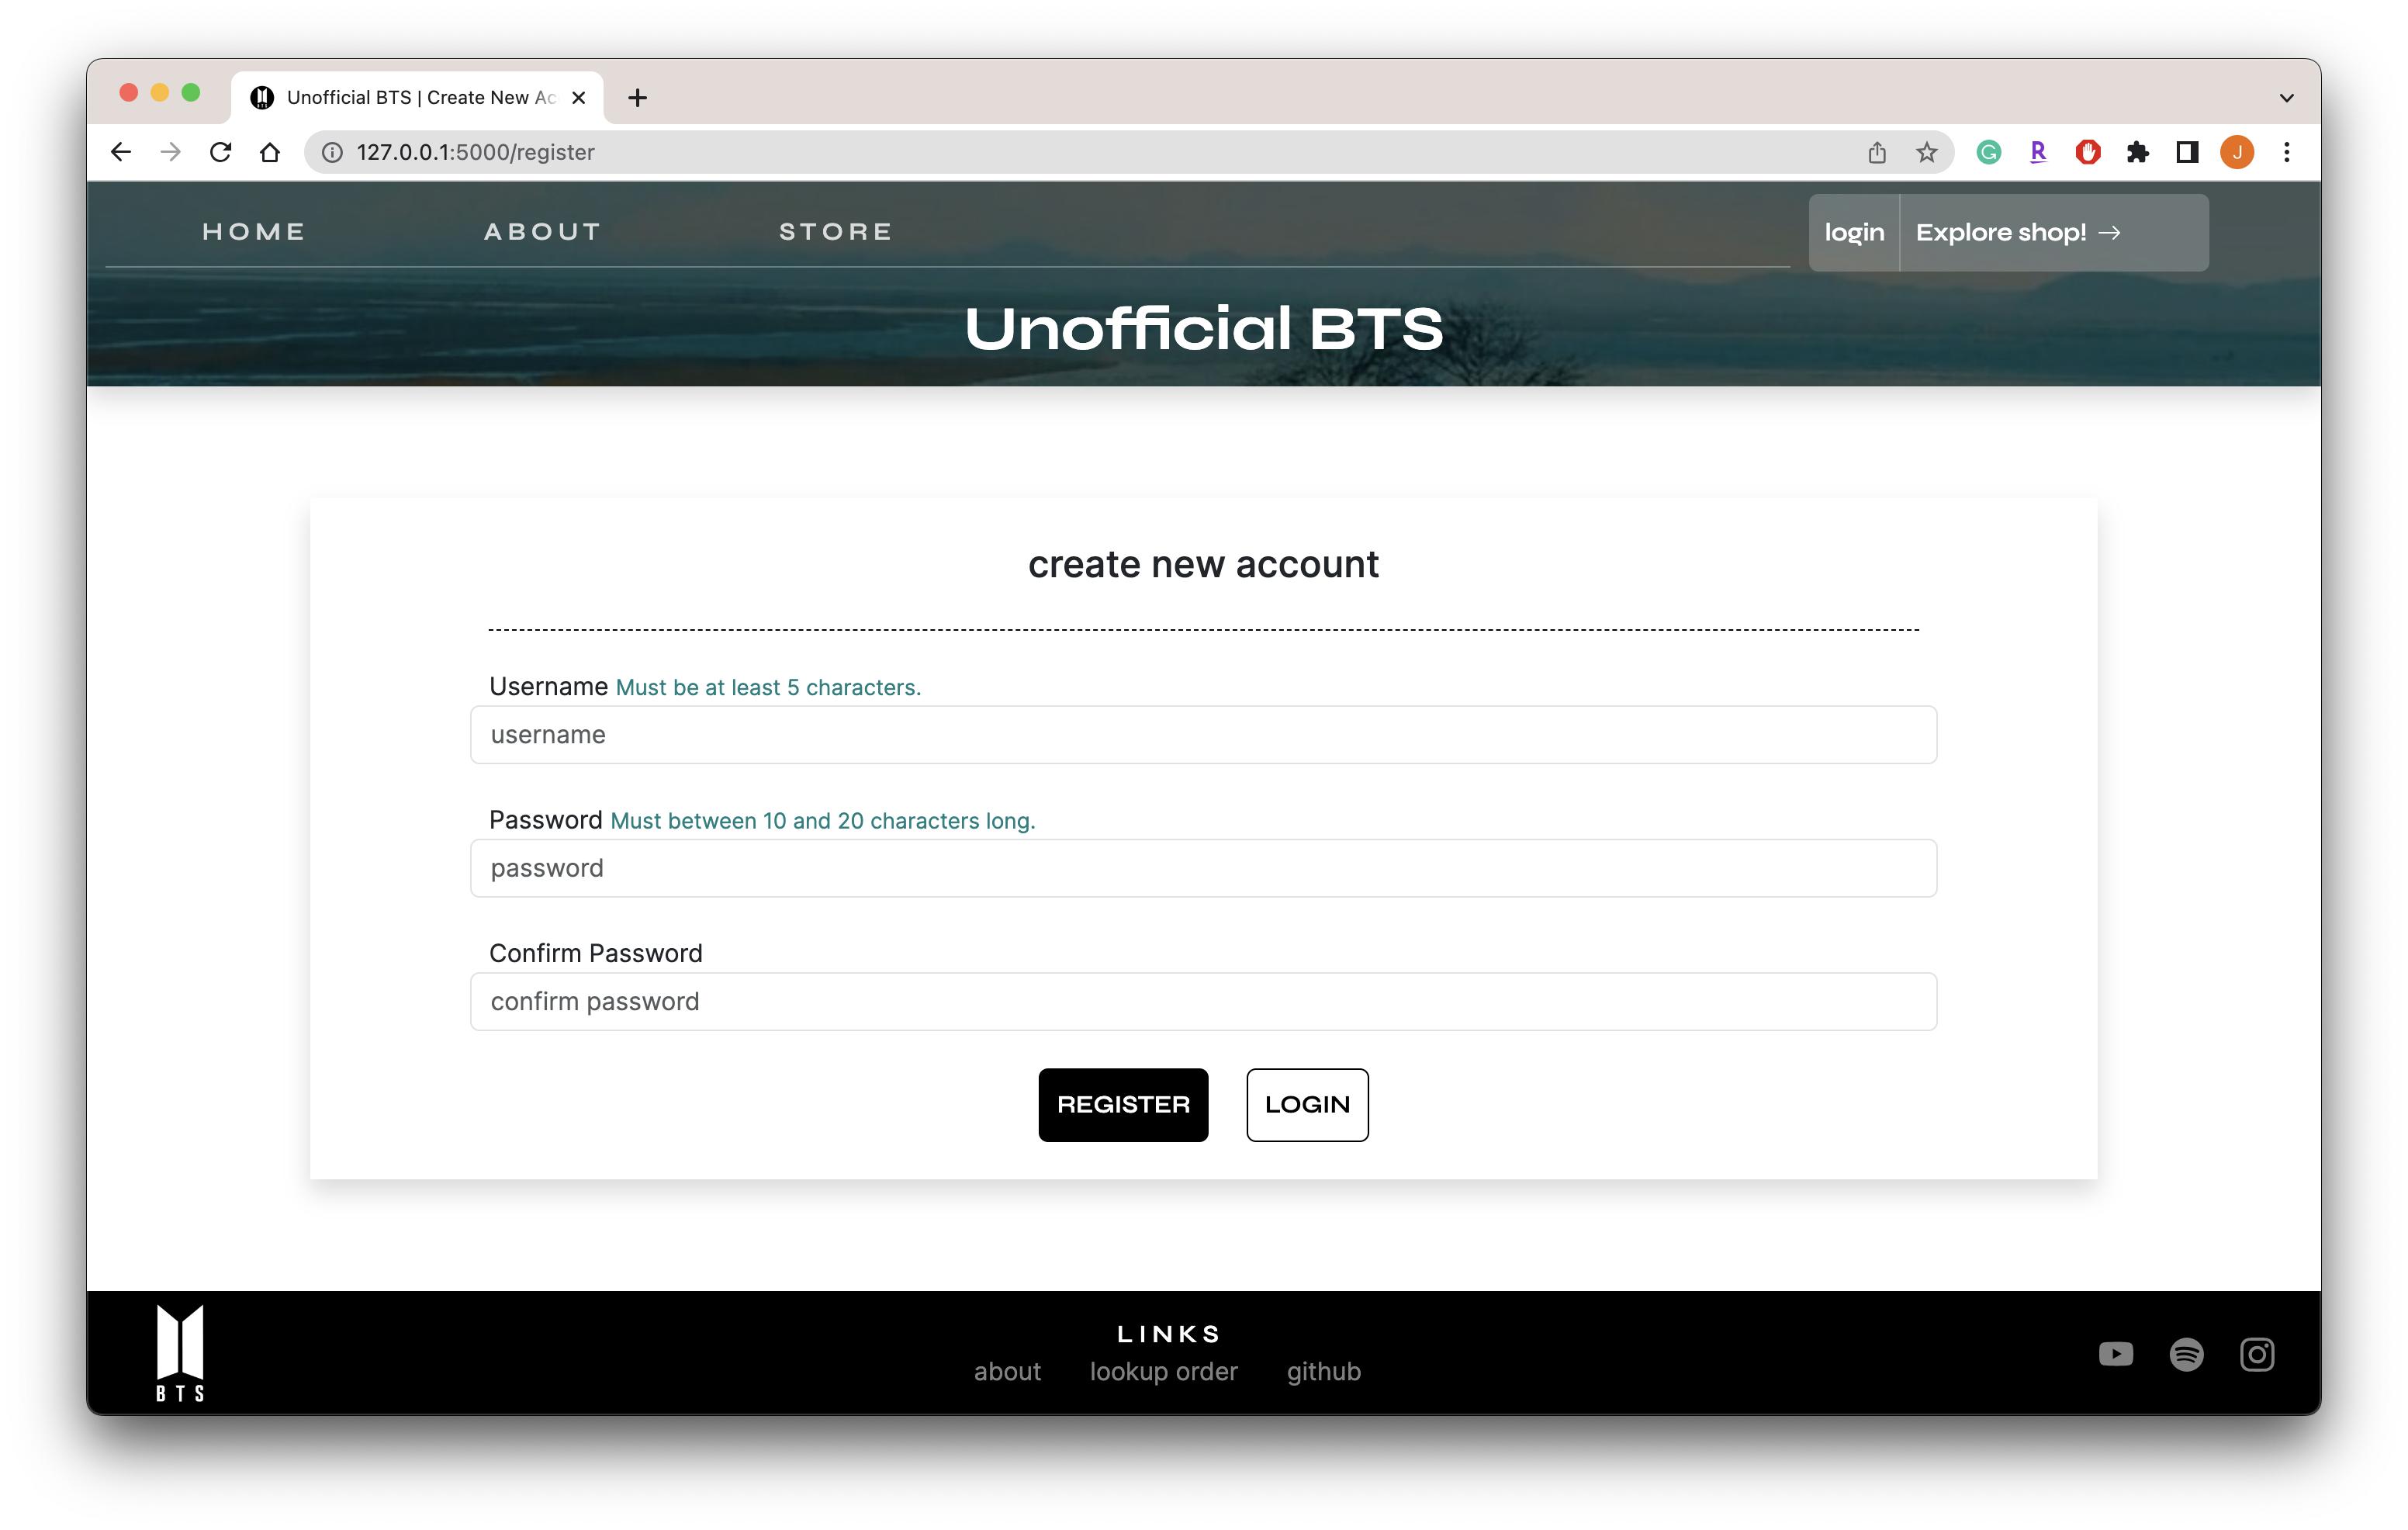 Unofficial BTS | Create New Ac
127.0.0.1:5000/register
R
J
HOME ABOUT STORE login Explore shop! →
Unofficial BTS
create new account
Username Must be at least 5 characters.
username
Password Must between 10 and 20 characters long.
password
Confirm Password
confirm password
REGISTER LOGIN
BTS
LINKS
about lookup order github